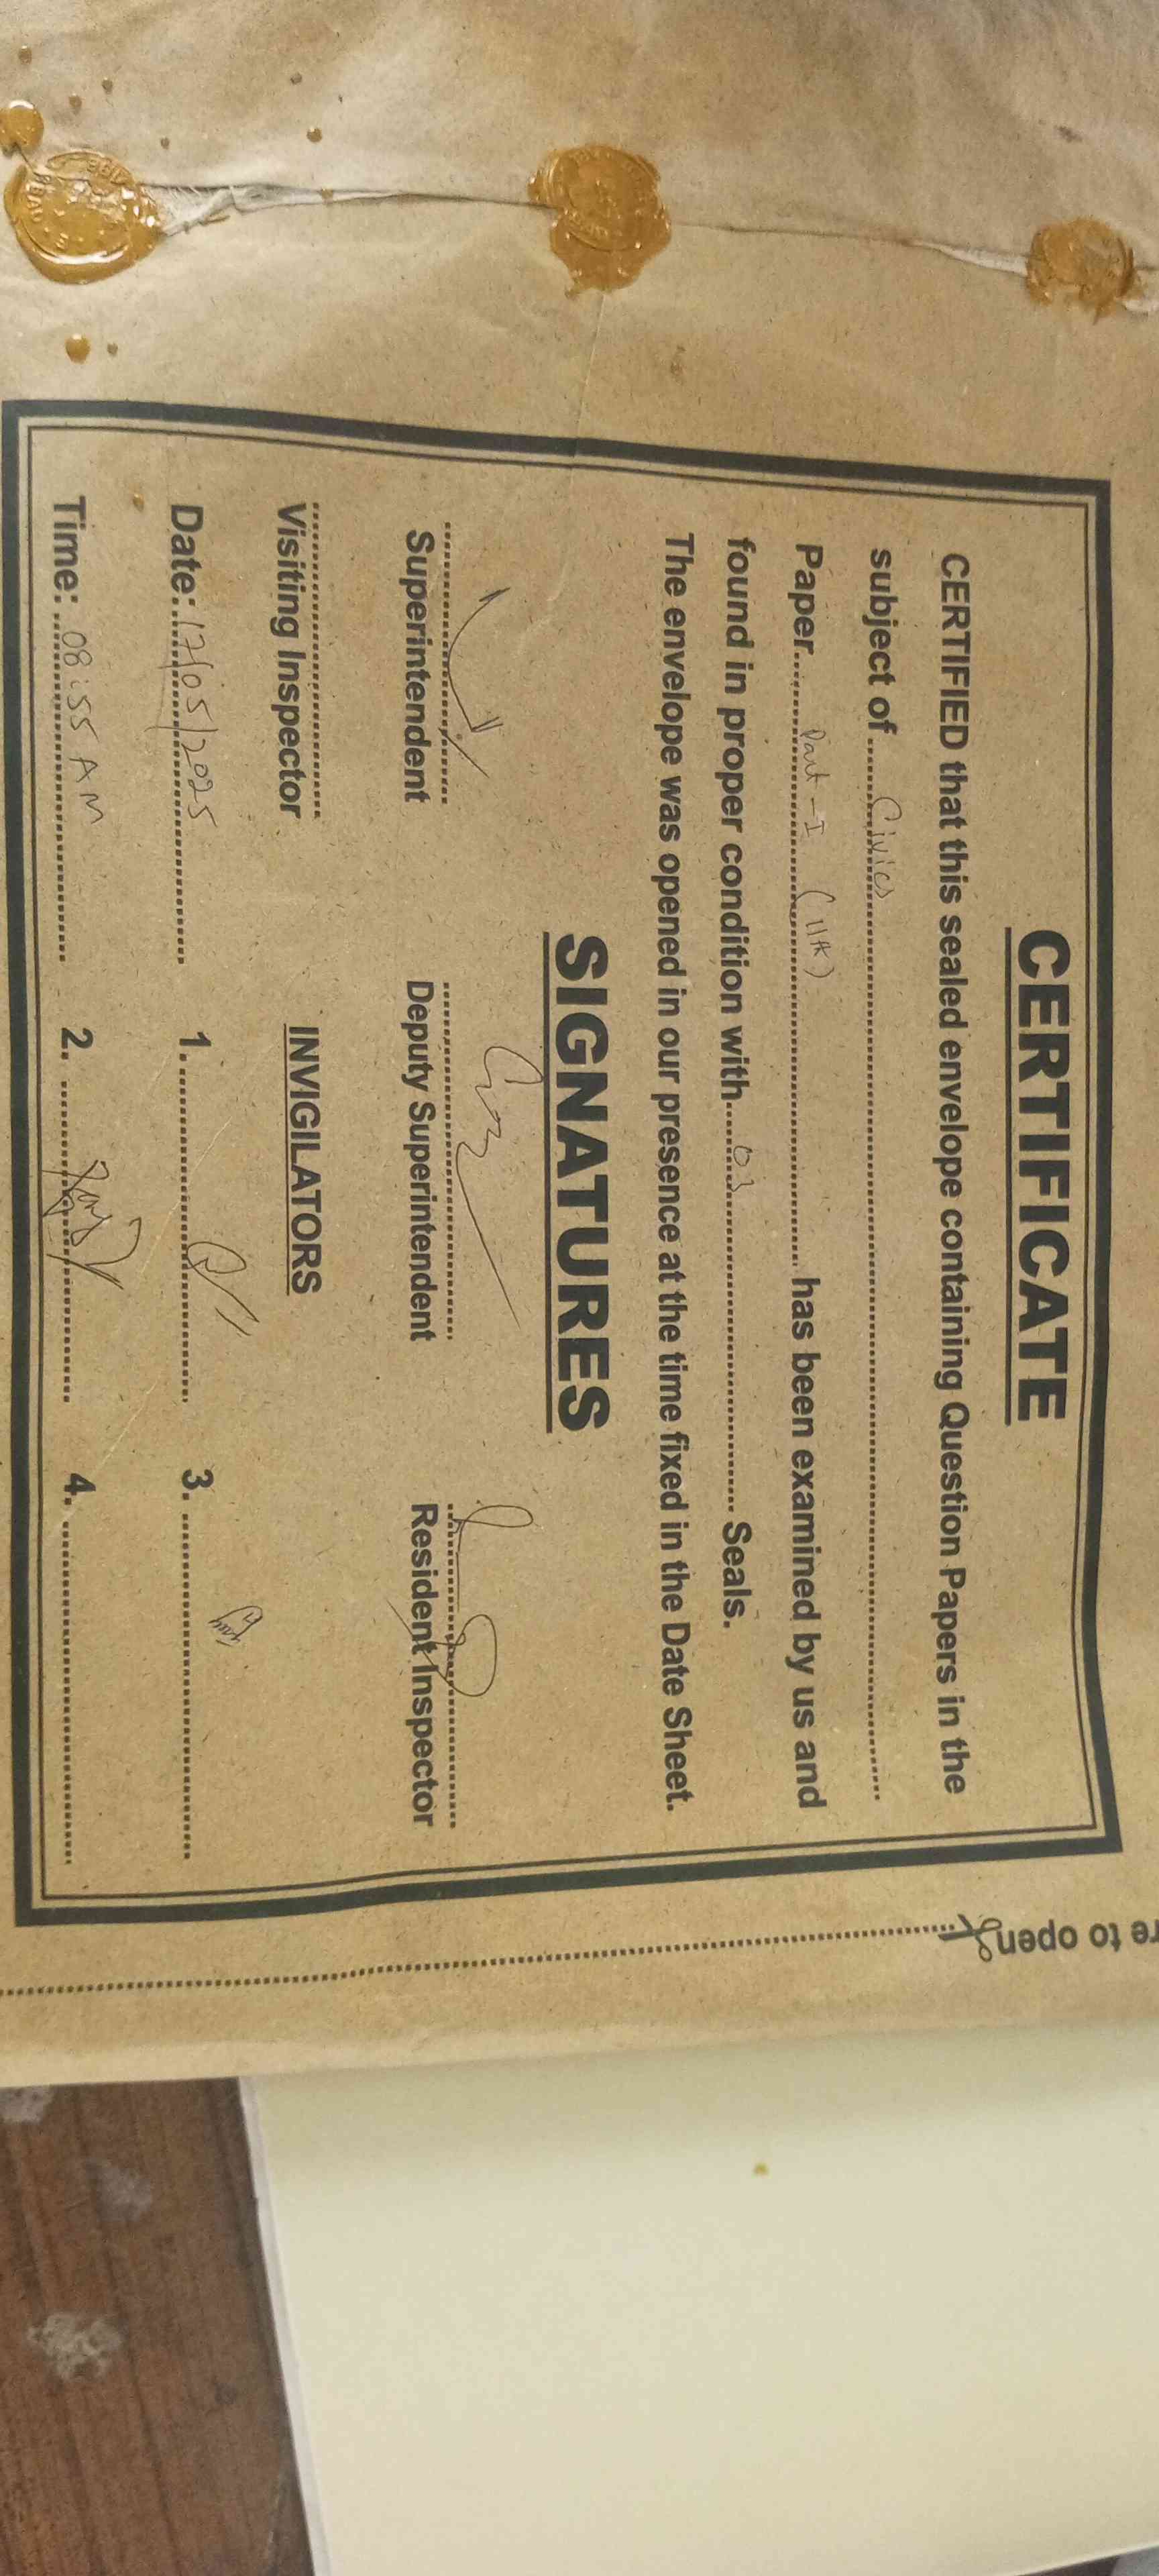 CERTIFICATE
CERTIFIED that this sealed envelope containing Question Papers in the
subject of Civics
Paper Part - I (11th) has been examined by us and
found in proper condition with 03 Seals.
The envelope was opened in our presence at the time fixed in the Date Sheet.
SIGNATURES
Superintendent Deputy Superintendent Resident Inspector
Visiting Inspector INVIGILATORS
Date: 17/05/2025 1. 3.
Time: 08:55 AM 2. 4.
re to open